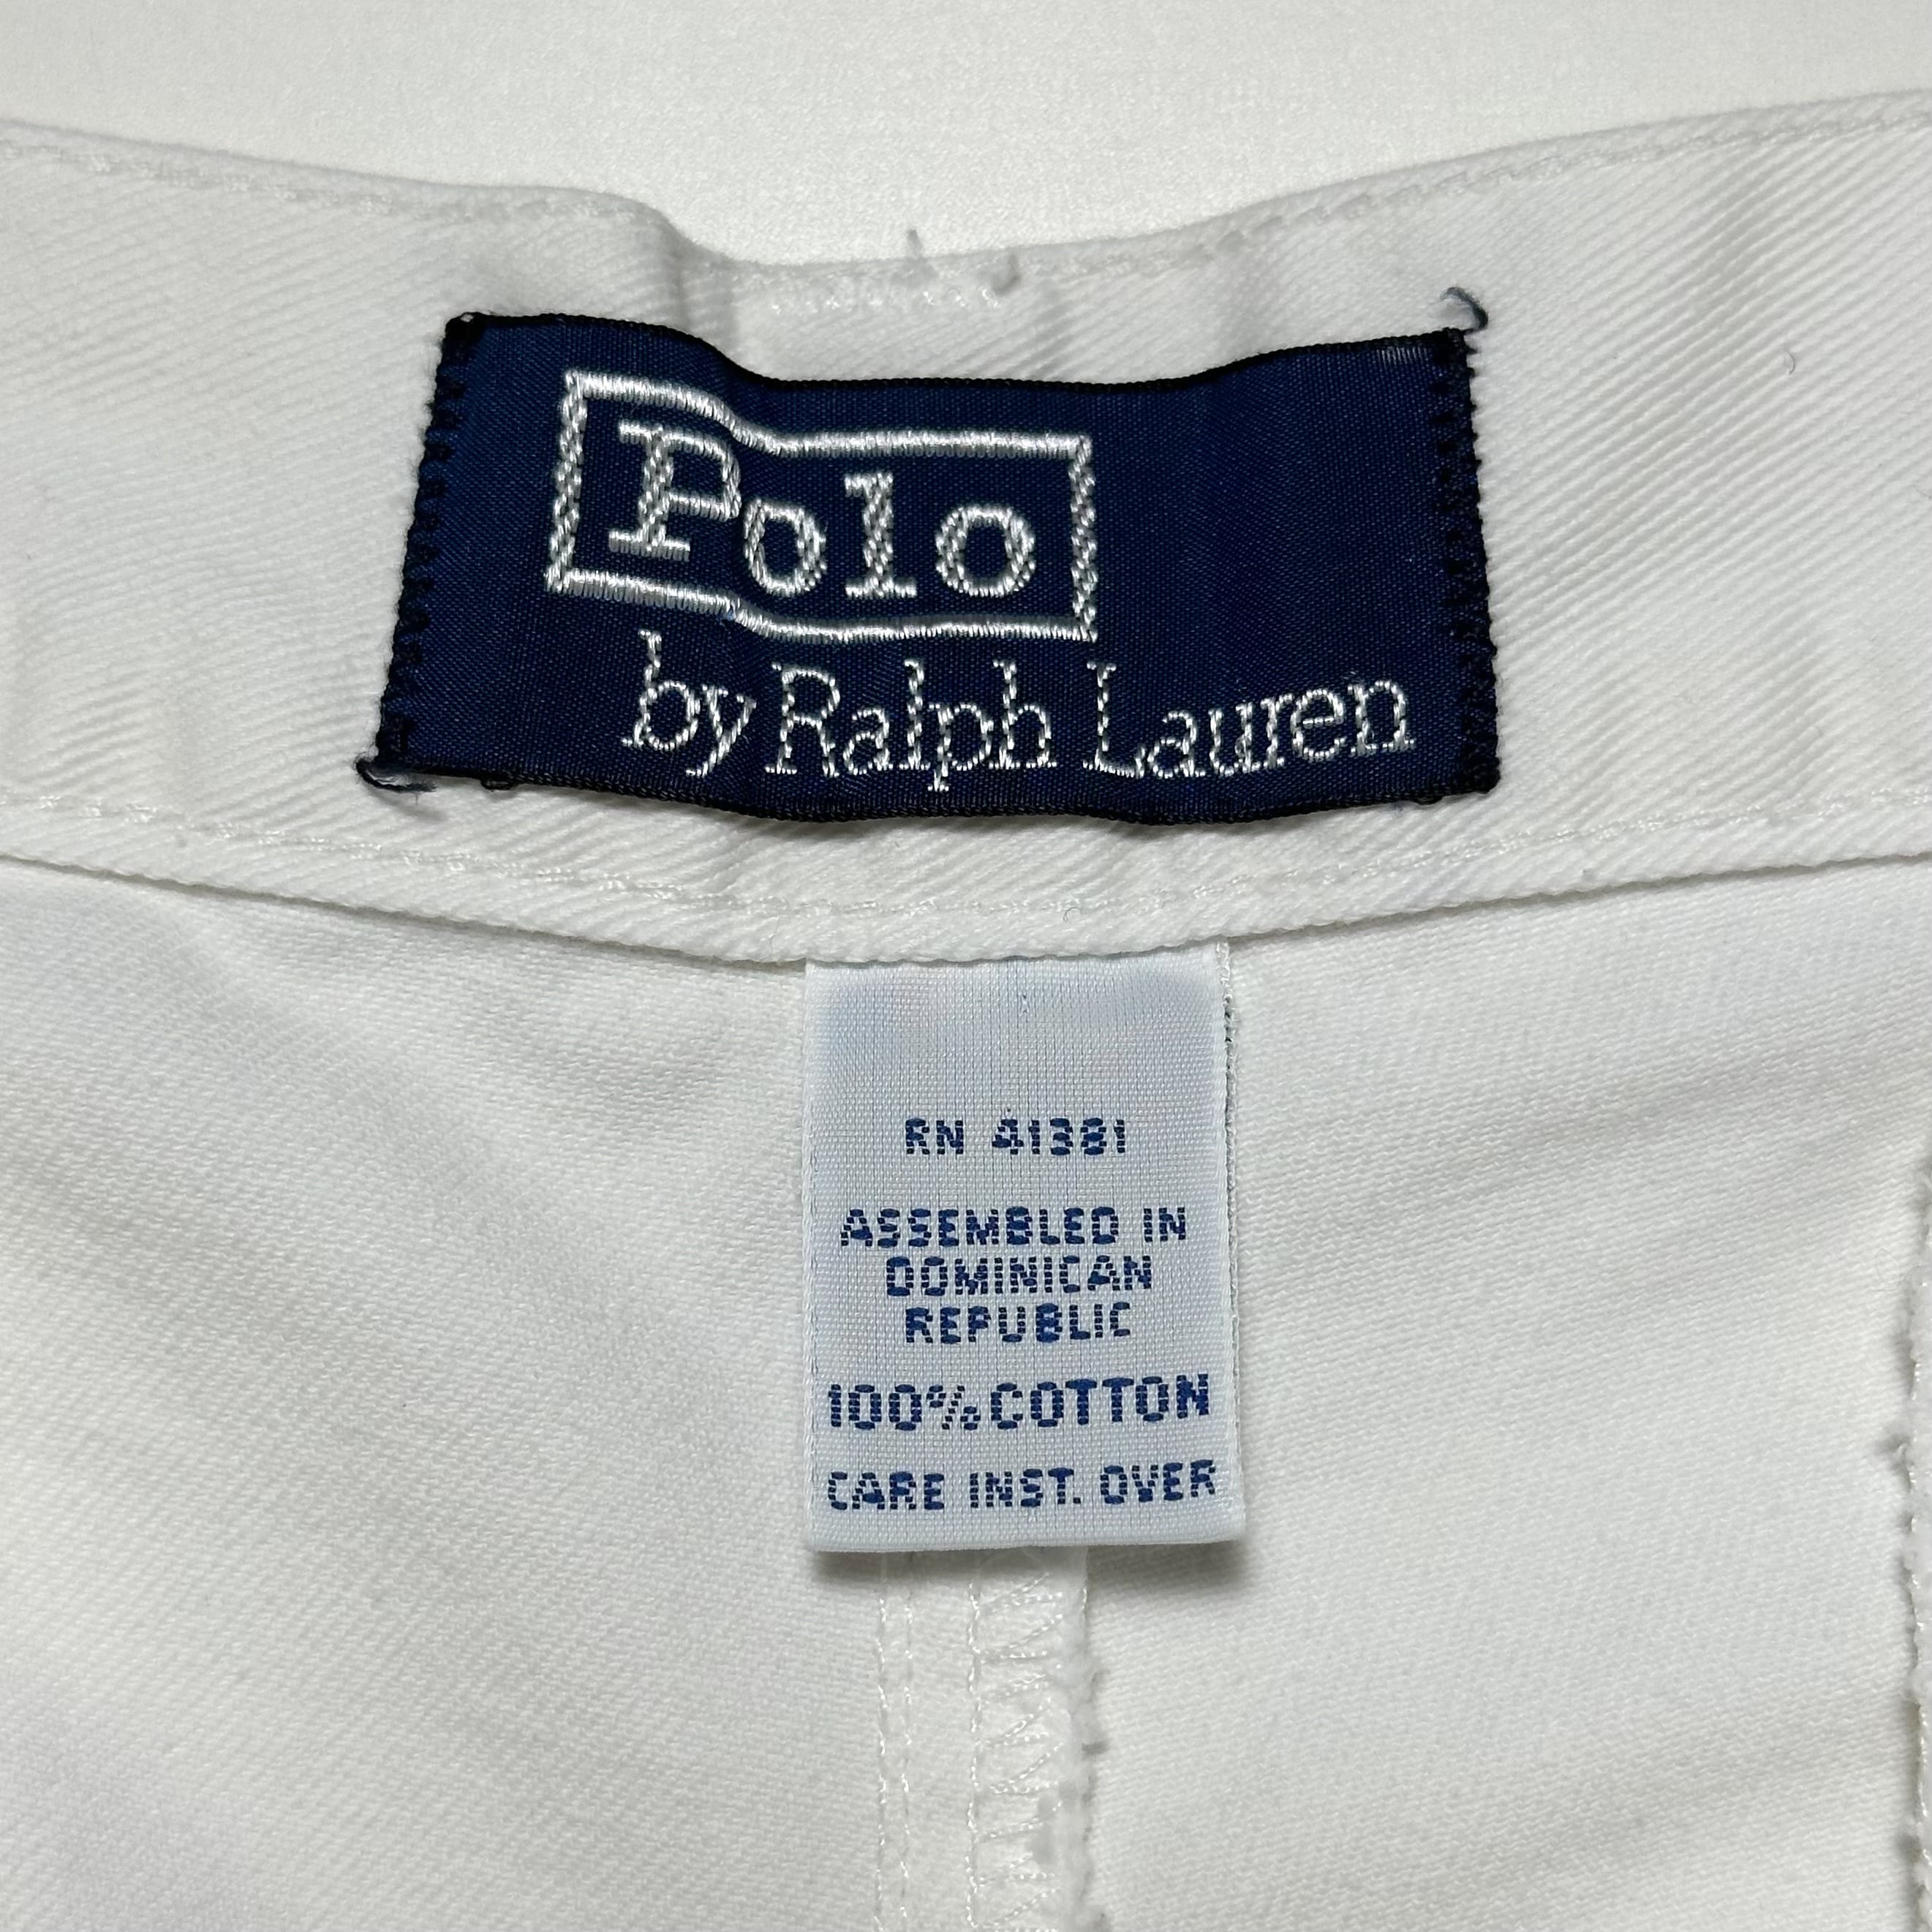 Polo
by Ralph Lauren
RN 41381
ASSEMBLED IN
DOMINICAN
REPUBLIC
100% COTTON
CARE INST. OVER